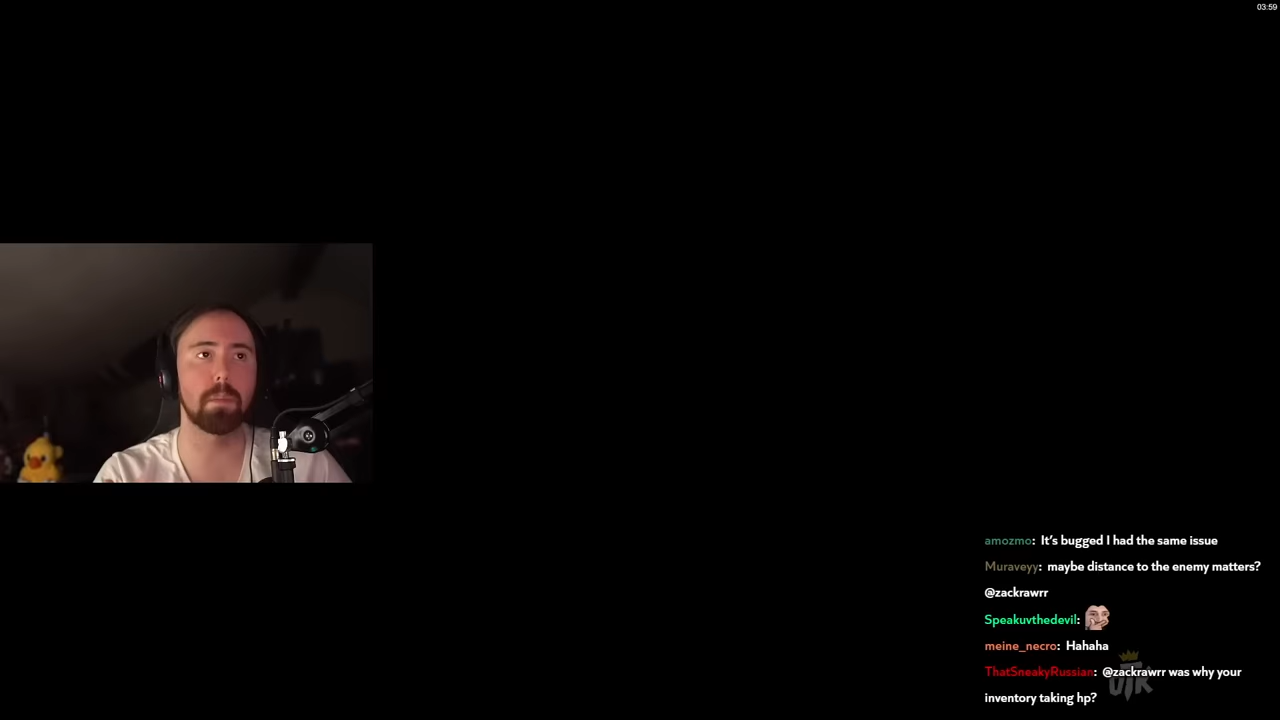 03:59
amozmo: It's bugged I had the same issue
Muraveyy: maybe distance to the enemy matters?
@zackrawrr
Speakuvthedevil:
meine_necro: Hahaha
ThatSneakyRussian: @zackrawrr was why your
inventory taking hp?